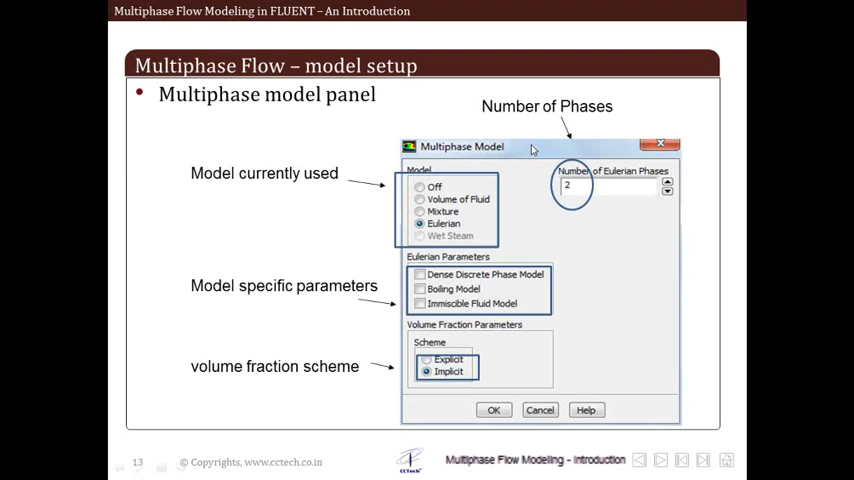 Multiphase Flow Modeling in FLUENT – An Introduction
Multiphase Flow – model setup
• Multiphase model panel
Number of Phases
Multiphase Model
Model currently used
Model
Off
Volume of Fluid
Mixture
Eulerian
Wet Steam
Number of Eulerian Phases
2
Eulerian Parameters
Model specific parameters
Dense Discrete Phase Model
Boiling Model
Immiscible Fluid Model
Volume Fraction Parameters
volume fraction scheme
Scheme
Explicit
Implicit
OK Cancel Help
13 © Copyrights, www.cctech.co.in CCTech Multiphase Flow Modeling - Introduction